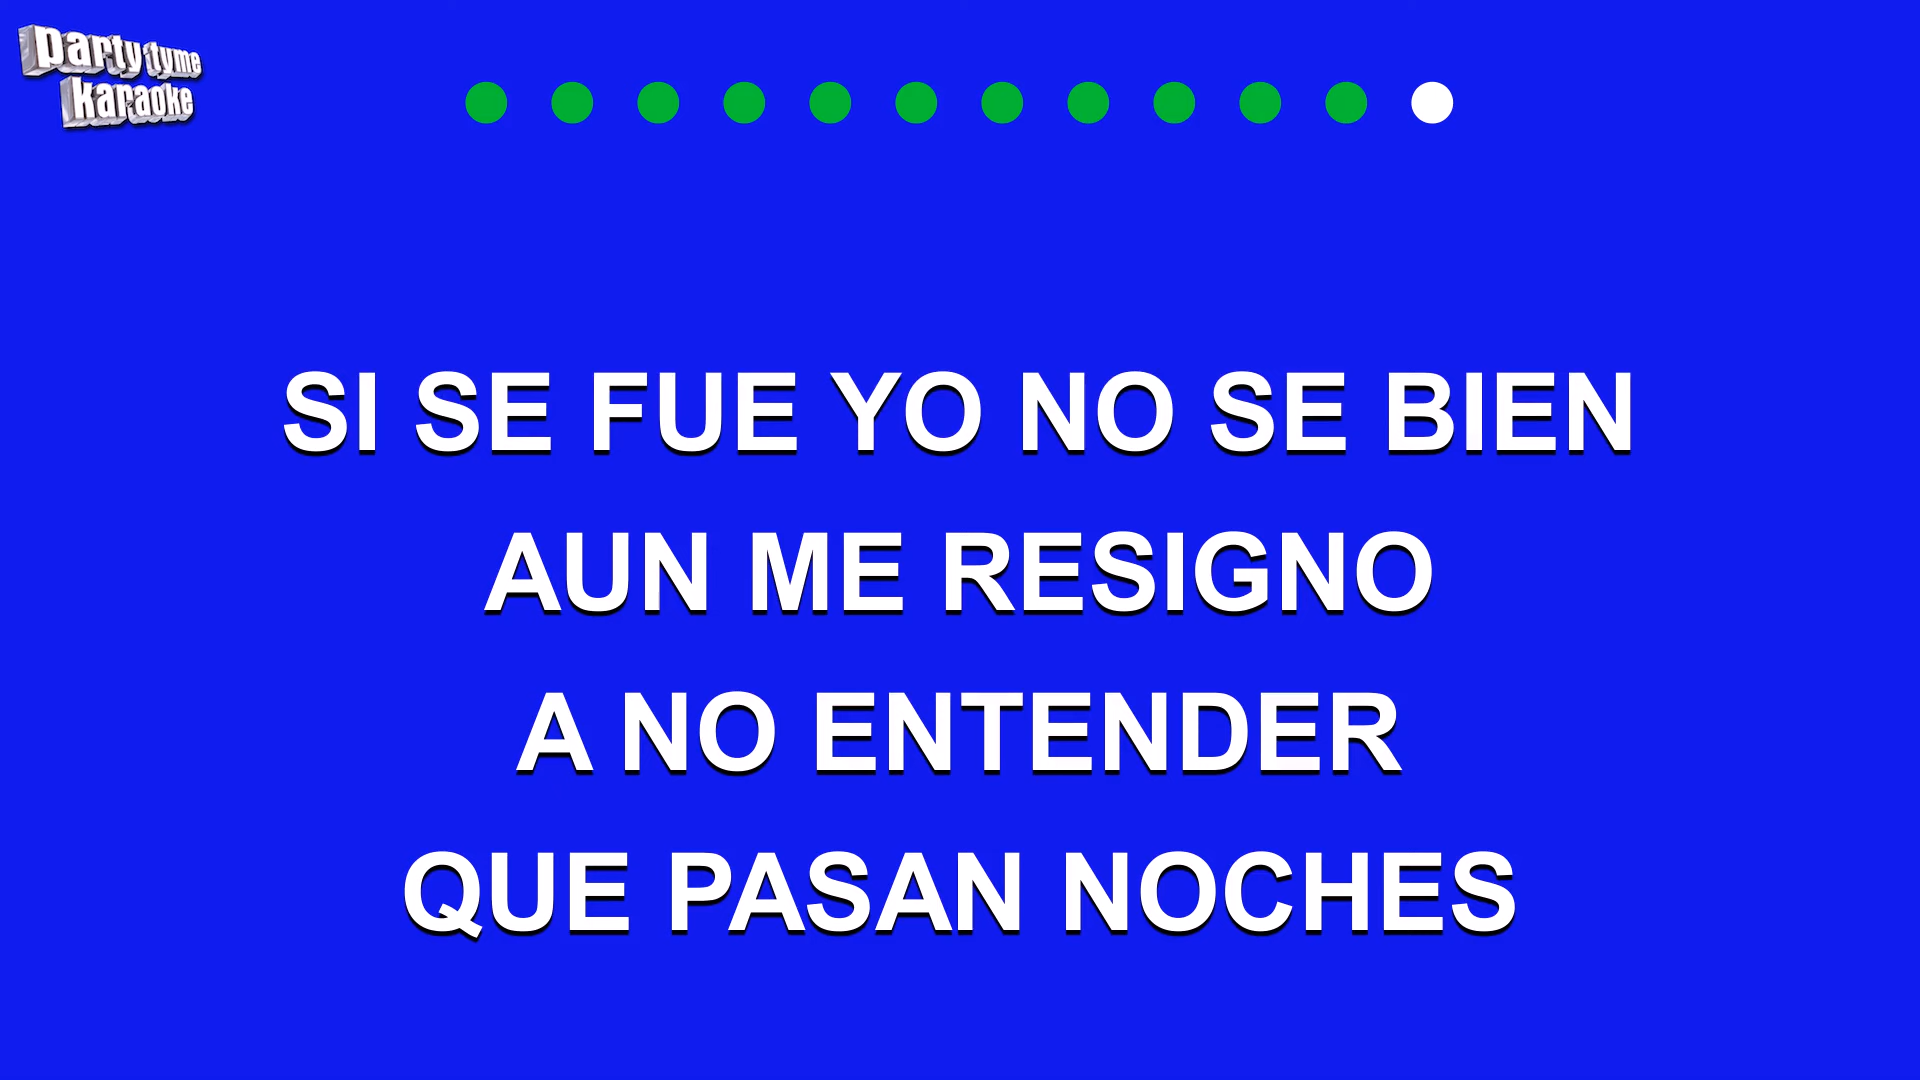 party tyme
karaoke
SI SE FUE YO NO SE BIEN
AUN ME RESIGNO
A NO ENTENDER
QUE PASAN NOCHES